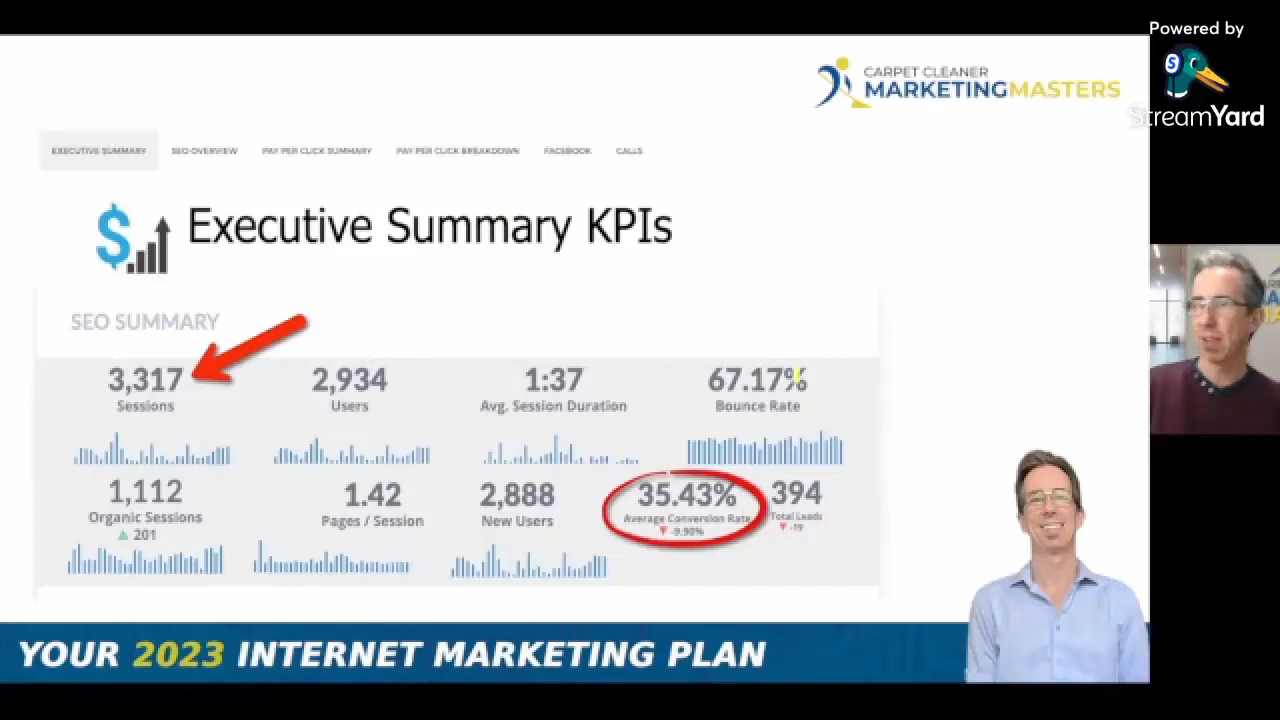 Powered by
StreamYard
CARPET CLEANER
MARKETINGMASTERS
EXECUTIVE SUMMARY SEO OVERVIEW PAY PER CLICK SUMMARY PAY PER CLICK BREAKDOWN FACEBOOK CALLS
Executive Summary KPIs
SEO SUMMARY
3,317 2,934 1:37 67.17%
Sessions Users Avg. Session Duration Bounce Rate
1,112 1.42 2,888 35.43% 394
Organic Sessions Pages / Session New Users Average Conversion Rate Total Leads
201 -9.90% -19
YOUR 2023 INTERNET MARKETING PLAN